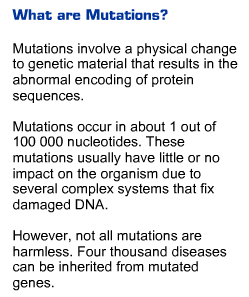 What are Mutations?
Mutations involve a physical change
to genetic material that results in the
abnormal encoding of protein
sequences.
Mutations occur in about 1 out of
100 000 nucleotides. These
mutations usually have little or no
impact on the organism due to
several complex systems that fix
damaged DNA.
However, not all mutations are
harmless. Four thousand diseases
can be inherited from mutated
genes.